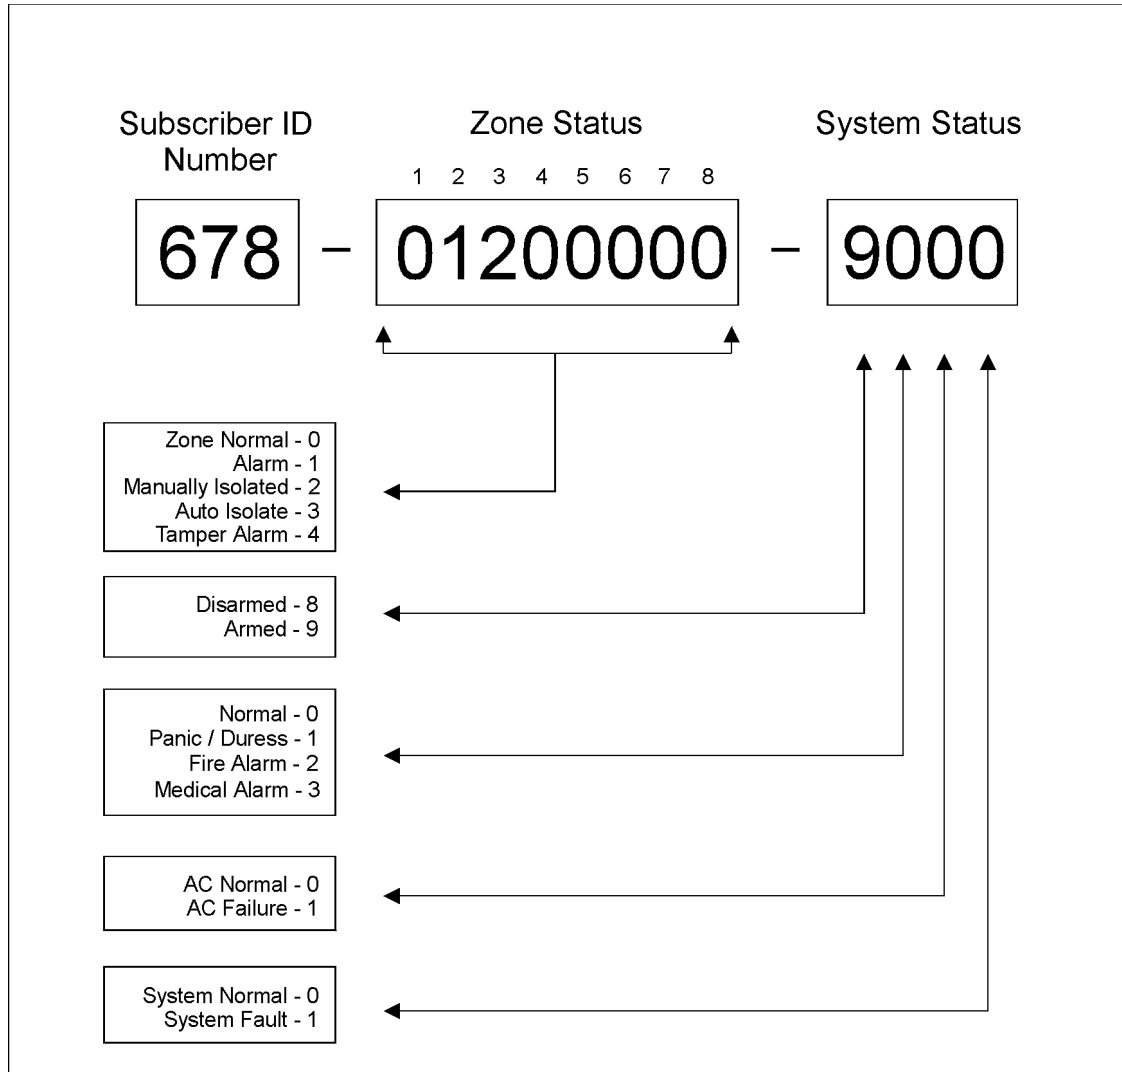 Subscriber ID
Number
Zone Status
System Status
1 2 3 4 5 6 7 8
678 – 01200000 – 9000
Zone Normal - 0
Alarm - 1
Manually Isolated - 2
Auto Isolate - 3
Tamper Alarm - 4
Disarmed - 8
Armed - 9
Normal - 0
Panic / Duress - 1
Fire Alarm - 2
Medical Alarm - 3
AC Normal - 0
AC Failure - 1
System Normal - 0
System Fault - 1